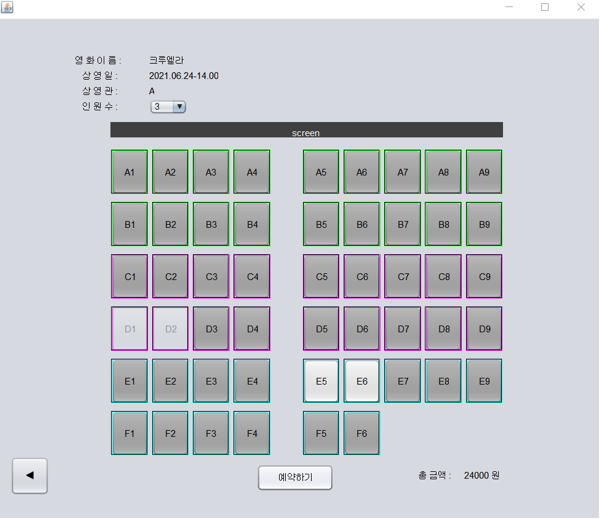 영 화 이 름 : 크루엘라
상 영 일 : 2021.06.24-14.00
상 영 관 : A
인 원 수 : 3
screen
A1 A2 A3 A4 A5 A6 A7 A8 A9
B1 B2 B3 B4 B5 B6 B7 B8 B9
C1 C2 C3 C4 C5 C6 C7 C8 C9
D1 D2 D3 D4 D5 D6 D7 D8 D9
E1 E2 E3 E4 E5 E6 E7 E8 E9
F1 F2 F3 F4 F5 F6
예약하기 총 금액 : 24000 원